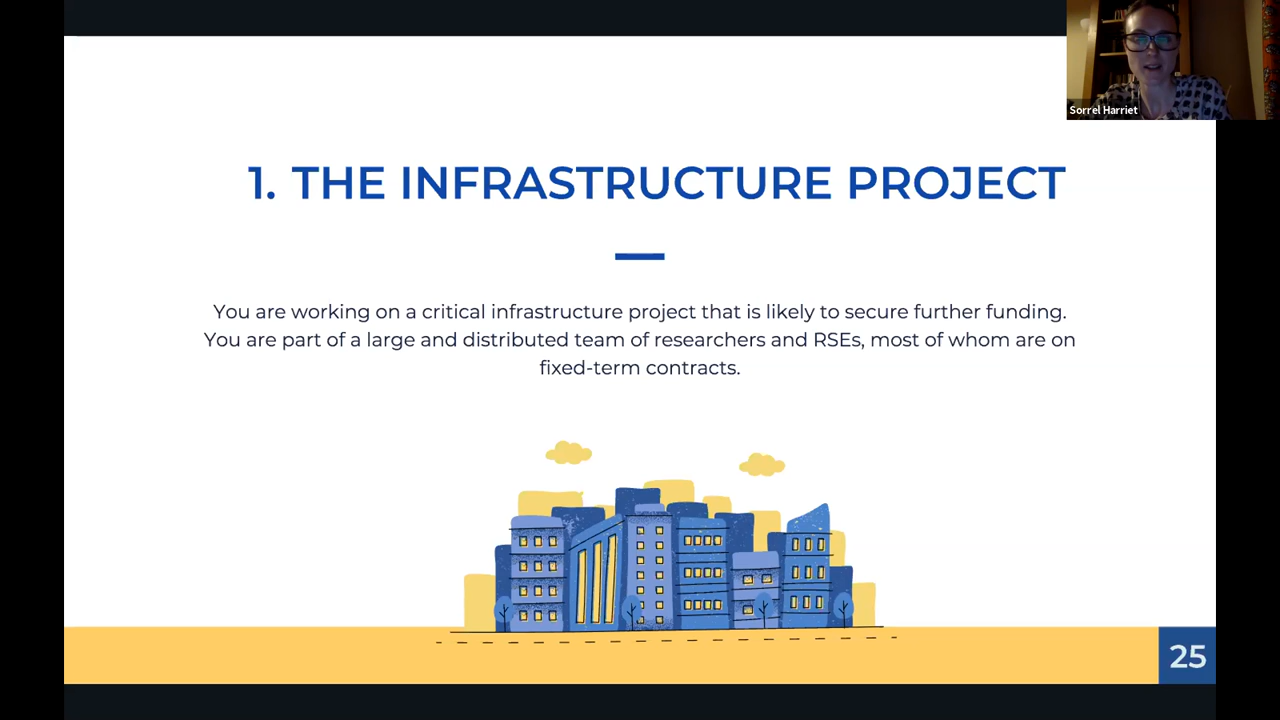 Sorrel Harriet
1. THE INFRASTRUCTURE PROJECT
You are working on a critical infrastructure project that is likely to secure further funding.
You are part of a large and distributed team of researchers and RSEs, most of whom are on
fixed-term contracts.
25